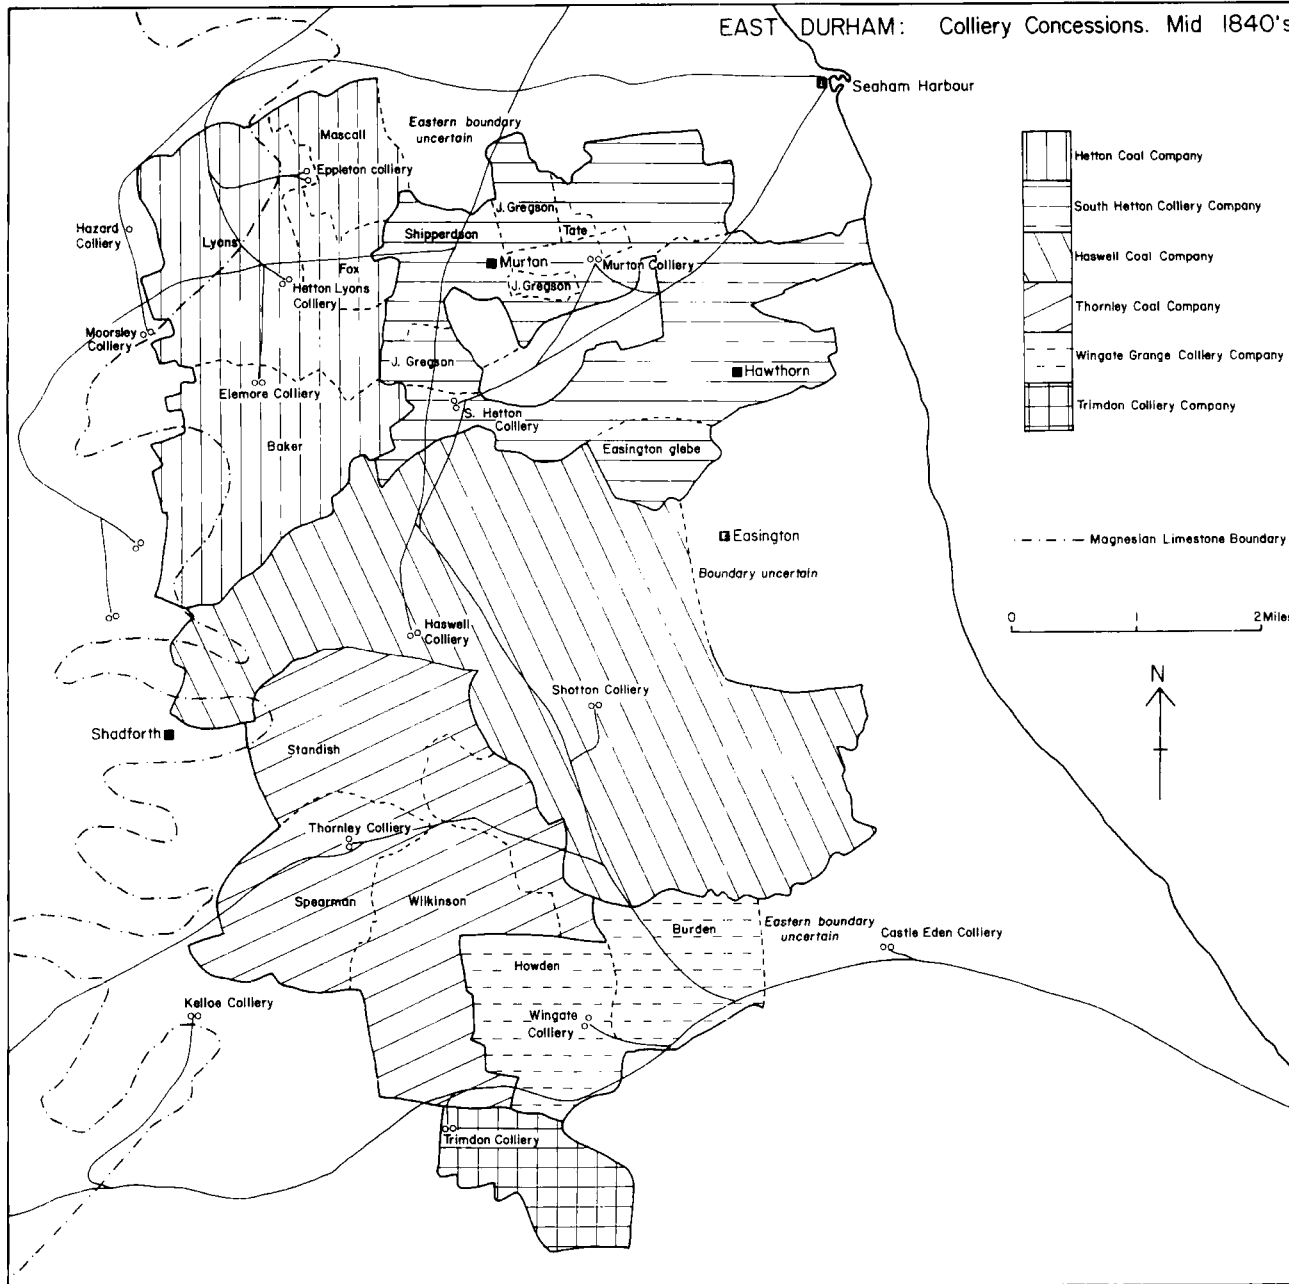 EAST DURHAM: Colliery Concessions. Mid 1840's
Seaham Harbour
Mascall
Eastern boundary
uncertain
Eppleton colliery
Hetton Coal Company
J. Gregson
South Hetton Colliery Company
Hazard
Colliery
Lyons
Shipperdson
Tate
Fox
Murton
Murton Colliery
Haswell Coal Company
Hetton Lyons
Colliery
J. Gregson
Thornley Coal Company
Moorsley
Colliery
J. Gregson
Wingate Grange Colliery Company
Hawthorn
Elemore Colliery
S. Hetton
Colliery
Trimdon Colliery Company
Baker
Easington glebe
E Easington
Magnesian Limestone Boundary
Boundary uncertain
0 1 2 Miles
Haswell
Colliery
N
Shotton Colliery
Shadforth
Standish
Thornley Colliery
Spearman
Wilkinson
Burden
Eastern boundary
uncertain
Castle Eden Colliery
Howden
Kelloe Colliery
Wingate
Colliery
Trimdon Colliery